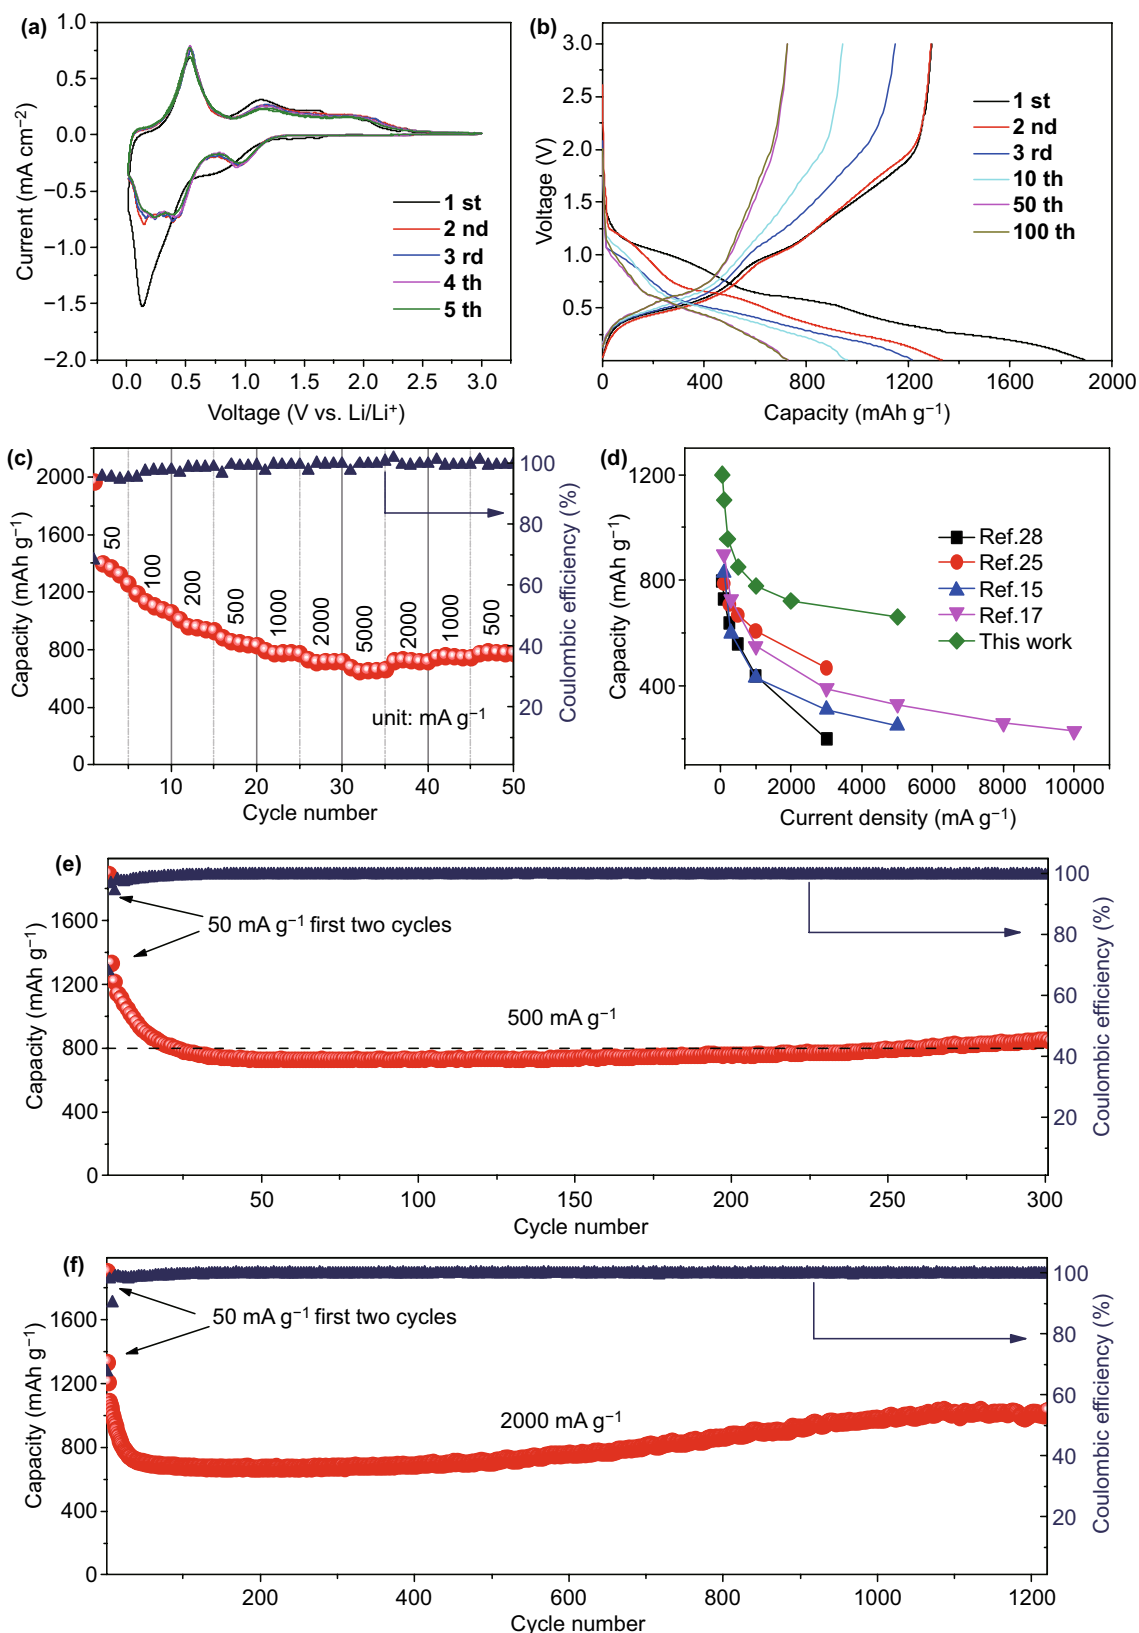 (a)
1.0
0.5
0.0
−0.5
−1.0
−1.5
−2.0
Current (mA cm−2)
1 st
2 nd
3 rd
4 th
5 th
0.0 0.5 1.0 1.5 2.0 2.5 3.0
Voltage (V vs. Li/Li+)
(b)
3.0
2.5
2.0
1.0
0.5
Voltage (V)
1 st
2 nd
3 rd
10 th
50 th
100 th
0 400 800 1200 1600 2000
Capacity (mAh g−1)
(c)
2000
1600
1200
800
400
0
Capacity (mAh g−1)
50
100
200
500
1000
2000
5000
2000
1000
500
unit: mA g−1
100
80
60
40
20
Coulombic efficiency (%)
10 20 30 40 50
Cycle number
(d)
1200
800
400
Capacity (mAh g−1)
Ref.28
Ref.25
Ref.15
Ref.17
This work
0 2000 4000 6000 8000 10000
Current density (mA g−1)
(e)
1600
1200
800
400
0
Capacity (mAh g−1)
50 mA g−1 first two cycles
500 mA g−1
100
80
60
40
20
Coulombic efficiency (%)
50 100 150 200 250 300
Cycle number
(f)
1600
1200
800
400
0
Capacity (mAh g−1)
50 mA g−1 first two cycles
2000 mA g−1
100
80
60
40
20
Coulombic efficiency (%)
200 400 600 800 1000 1200
Cycle number